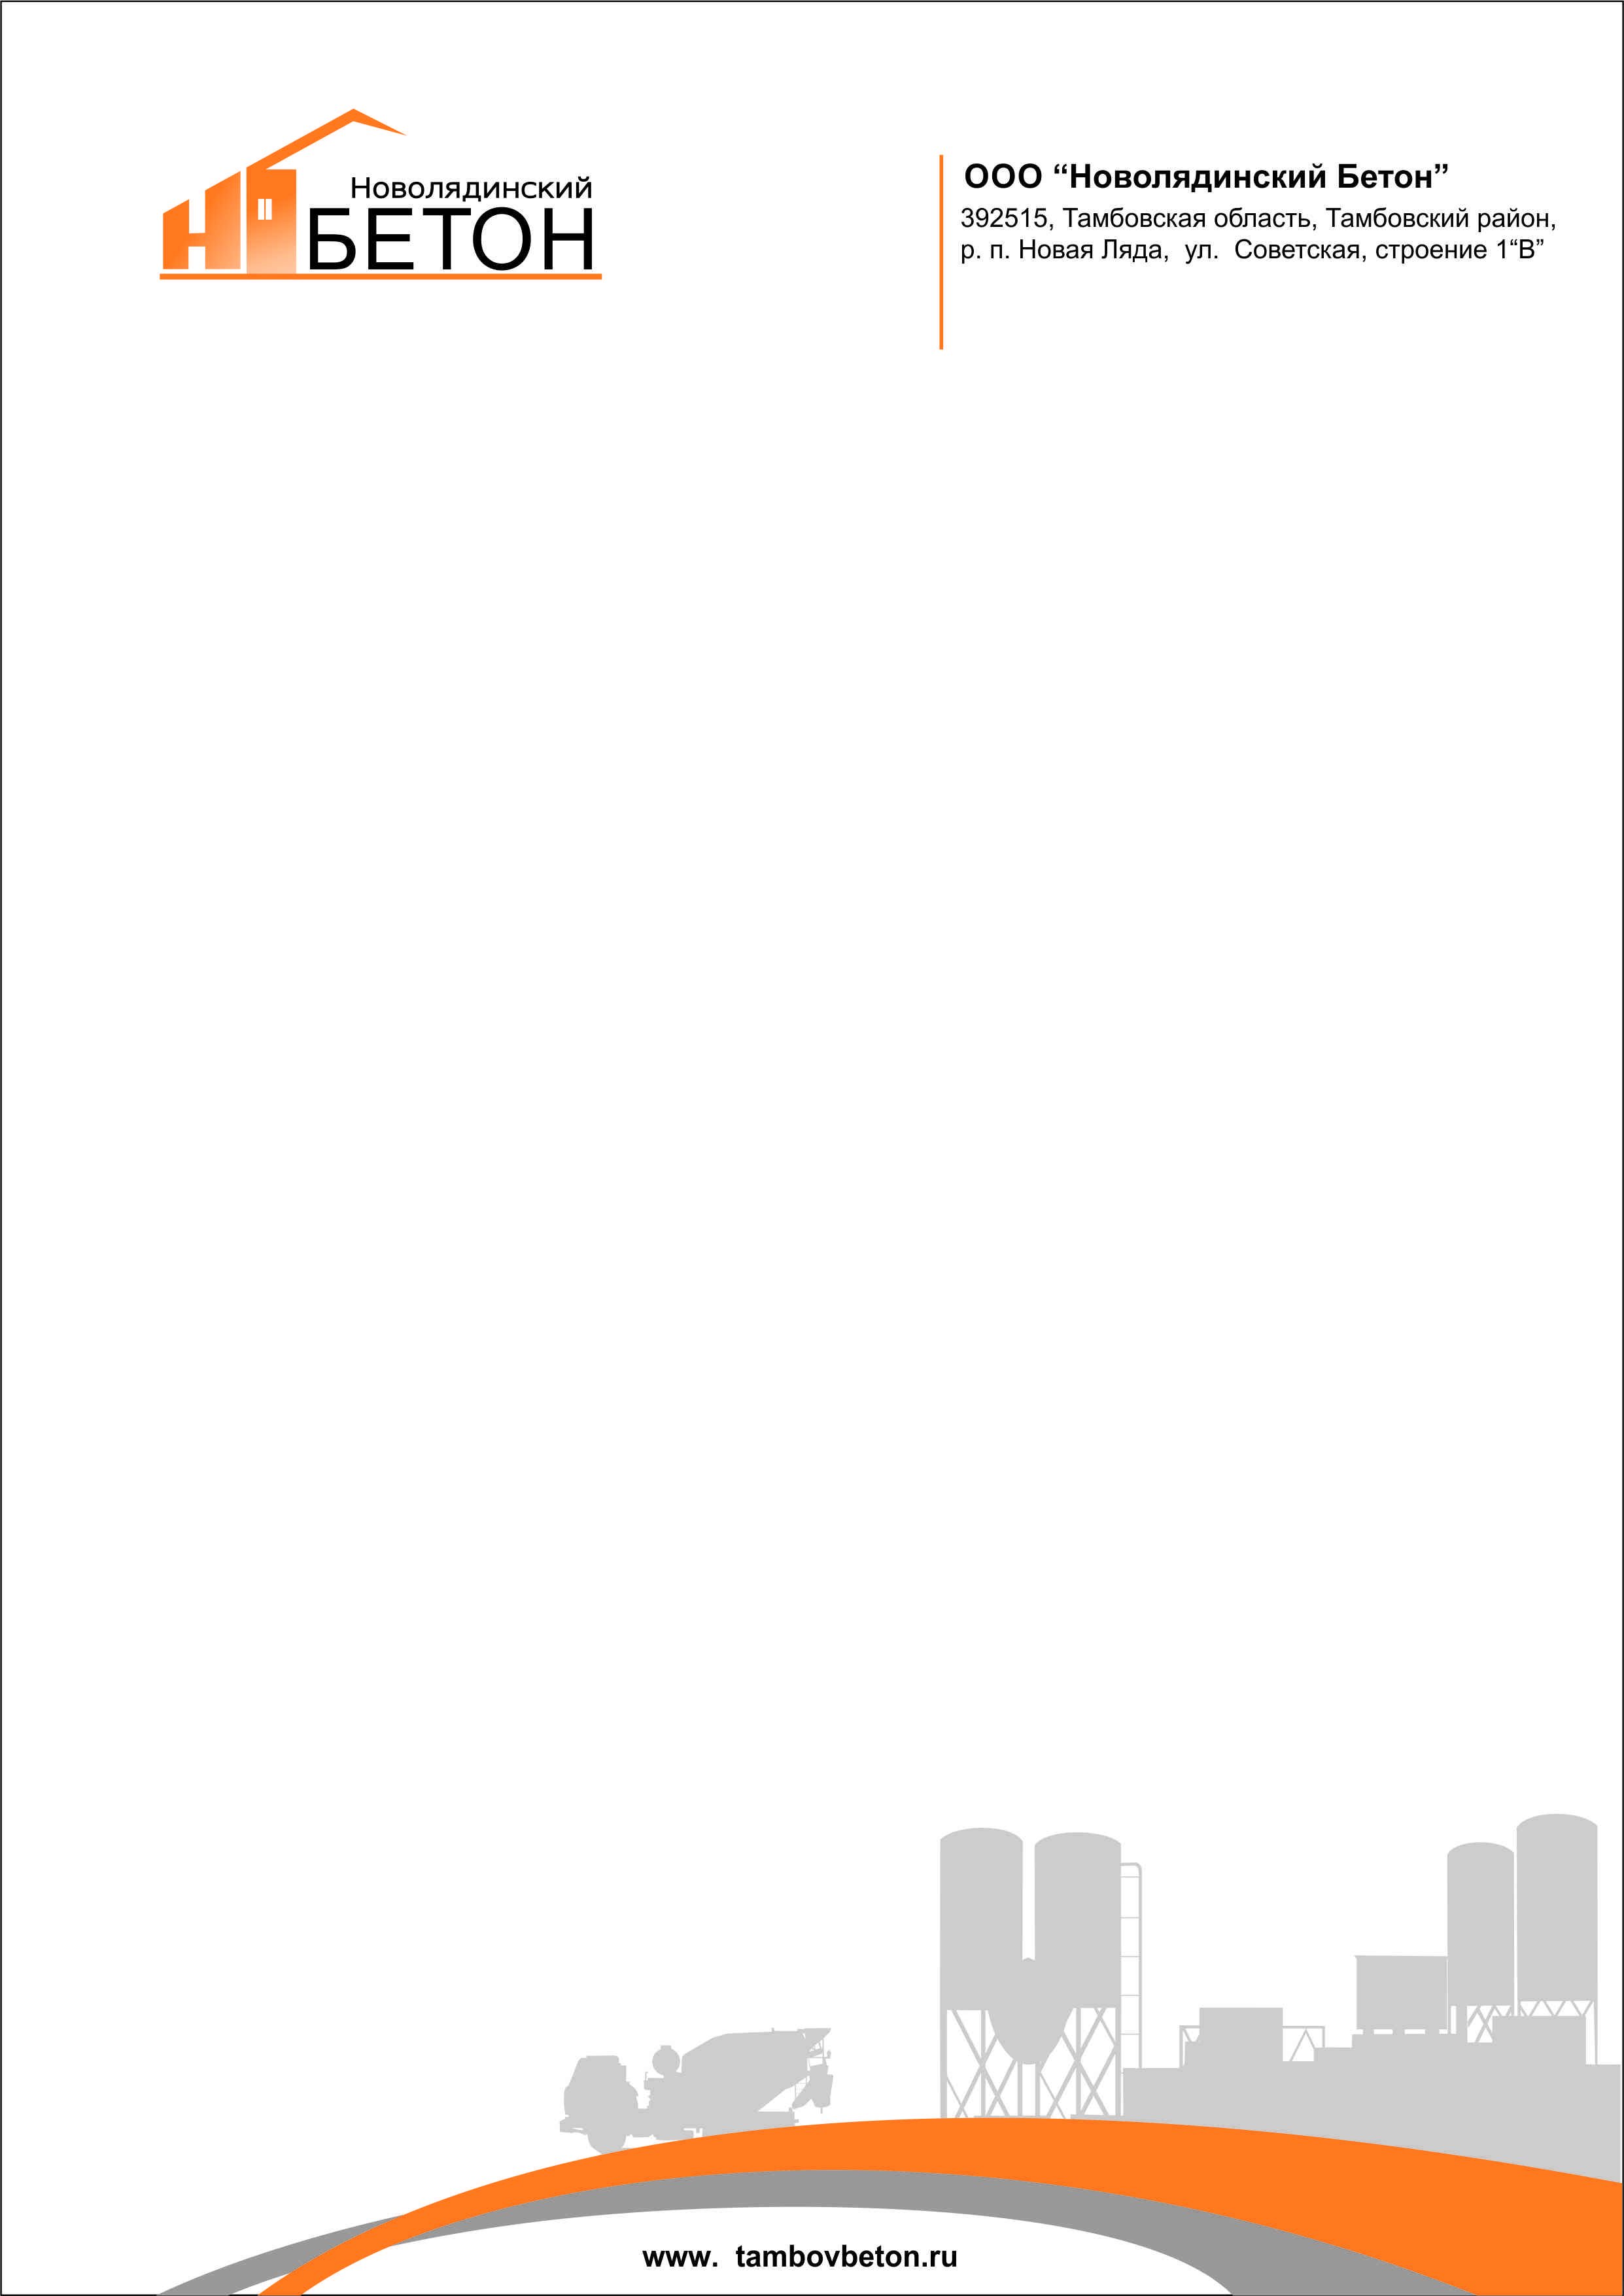 Новолядинский
БЕТОН
ООО “Новолядинский Бетон”
392515, Тамбовская область, Тамбовский район,
р. п. Новая Ляда, ул. Советская, строение 1“В”
www. tambovbeton.ru